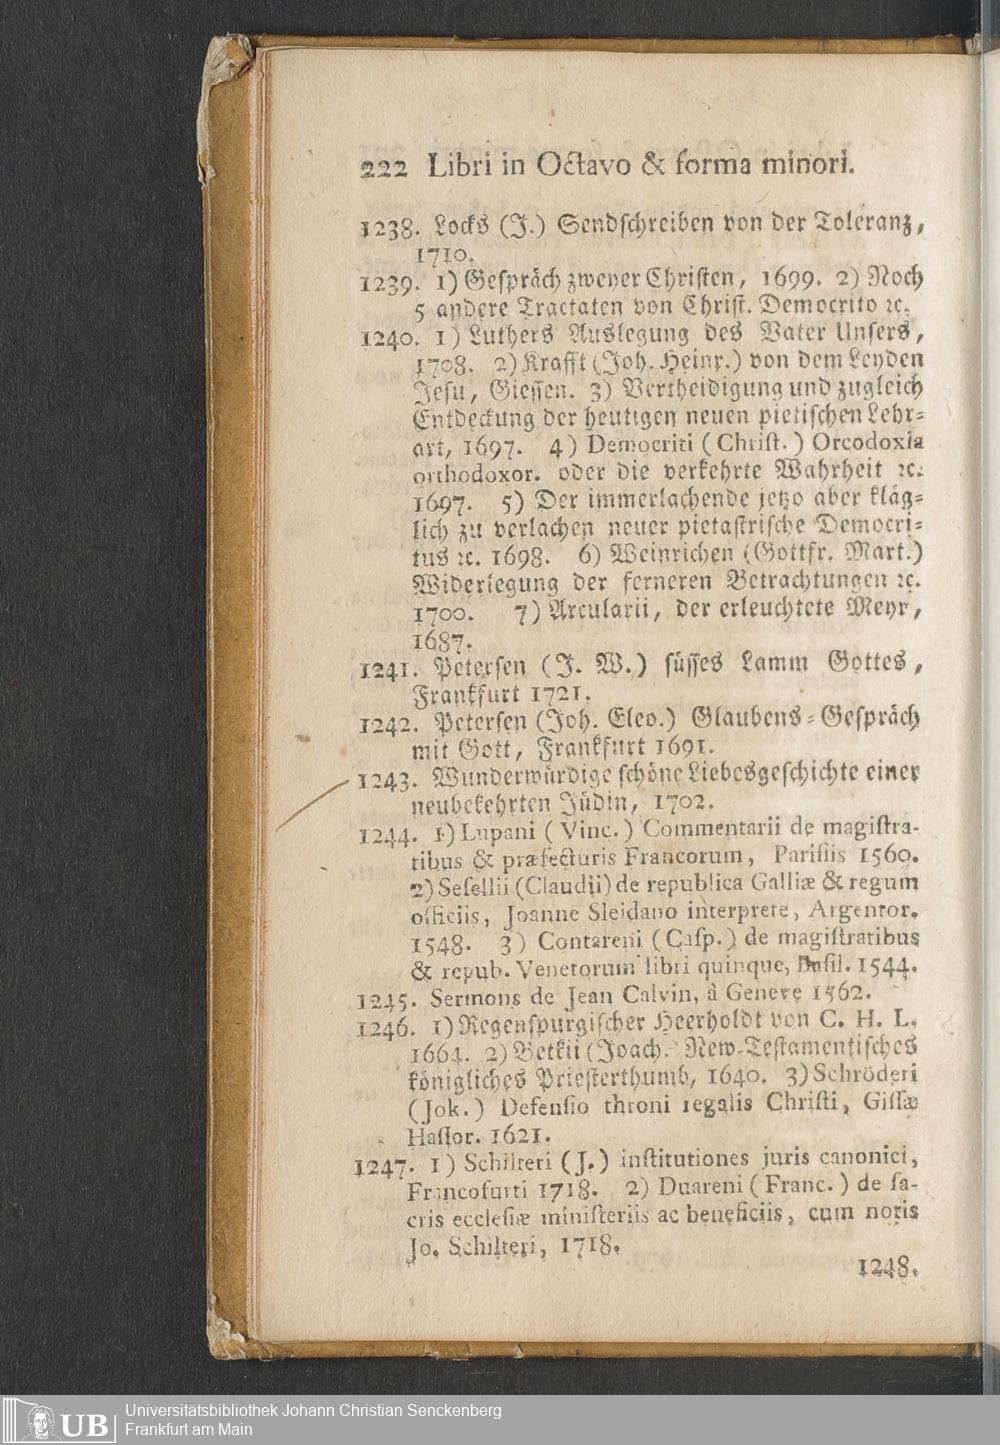 222 Libri in Octavo & forma minori.
1238. Locks (J.) Sendschreiben von der Toleranz,
1710.
1239. 1) Gespräch zweyer Christen, 1699. 2) Noch
5 andere Tractaten von Christ. Democrito ꝛc.
1240. 1) Luthers Auslegung des Vater Unsers,
1708. 2) Krafft (Joh. Heinr.) von dem Leyden
Jesu, Giessen. 3) Vertheidigung und zugleich
Entdeckung der heutigen neuen pietischen Lehr-
art, 1697. 4) Democriti (Christ.) Orcodoxia
orthodoxor. oder die verkehrte Wahrheit ꝛc.
1697. 5) Der immerlachende jetzo aber kläg-
lich zu verlachen neuer pietastrische Democri-
tus ꝛc. 1698. 6) Weinrichen (Gottfr. Mart.)
Widerlegung der ferneren Betrachtungen ꝛc.
1700. 7) Arcularii, der erleuchtete Meyr,
1687.
1241. Petersen (J. W.) süsses Lamm Gottes,
Frankfurt 1721.
1242. Petersen (Joh. Eleo.) Glaubens-Gespräch
mit Gott, Frankfurt 1691.
1243. Wunderwürdige schöne Liebesgeschichte einer
neubekehrten Jüdin, 1702.
1244. 1) Lupani (Vinc.) Commentarii de magistra-
tibus & præfecturis Francorum, Parisiis 1560.
2) Sesellii (Claudii) de republica Galliæ & regum
officiis, Joanne Sleidano interprete, Argentor.
1548. 3) Contareni (Casp.) de magistratibus
& repub. Venetorum libri quinque, Basil. 1544.
1245. Sermons de Jean Calvin, à Geneve 1562.
1246. 1) Regenspurgischer Heerholdt von C. H. L.
1664. 2) Betkii (Joach. New-Testamentisches
königliches Priesterthumb, 1640. 3) Schröderi
(Jok.) Defensio throni regalis Christi, Gissæ
Hassor. 1621.
1247. 1) Schilteri (J.) institutiones juris canonici,
Francofurti 1718. 2) Duareni (Franc.) de sa-
cris ecclesiæ ministeriis ac beneficiis, cum notis
Jo. Schilteri, 1718.
1248.
UB Universitätsbibliothek Johann Christian Senckenberg
Frankfurt am Main